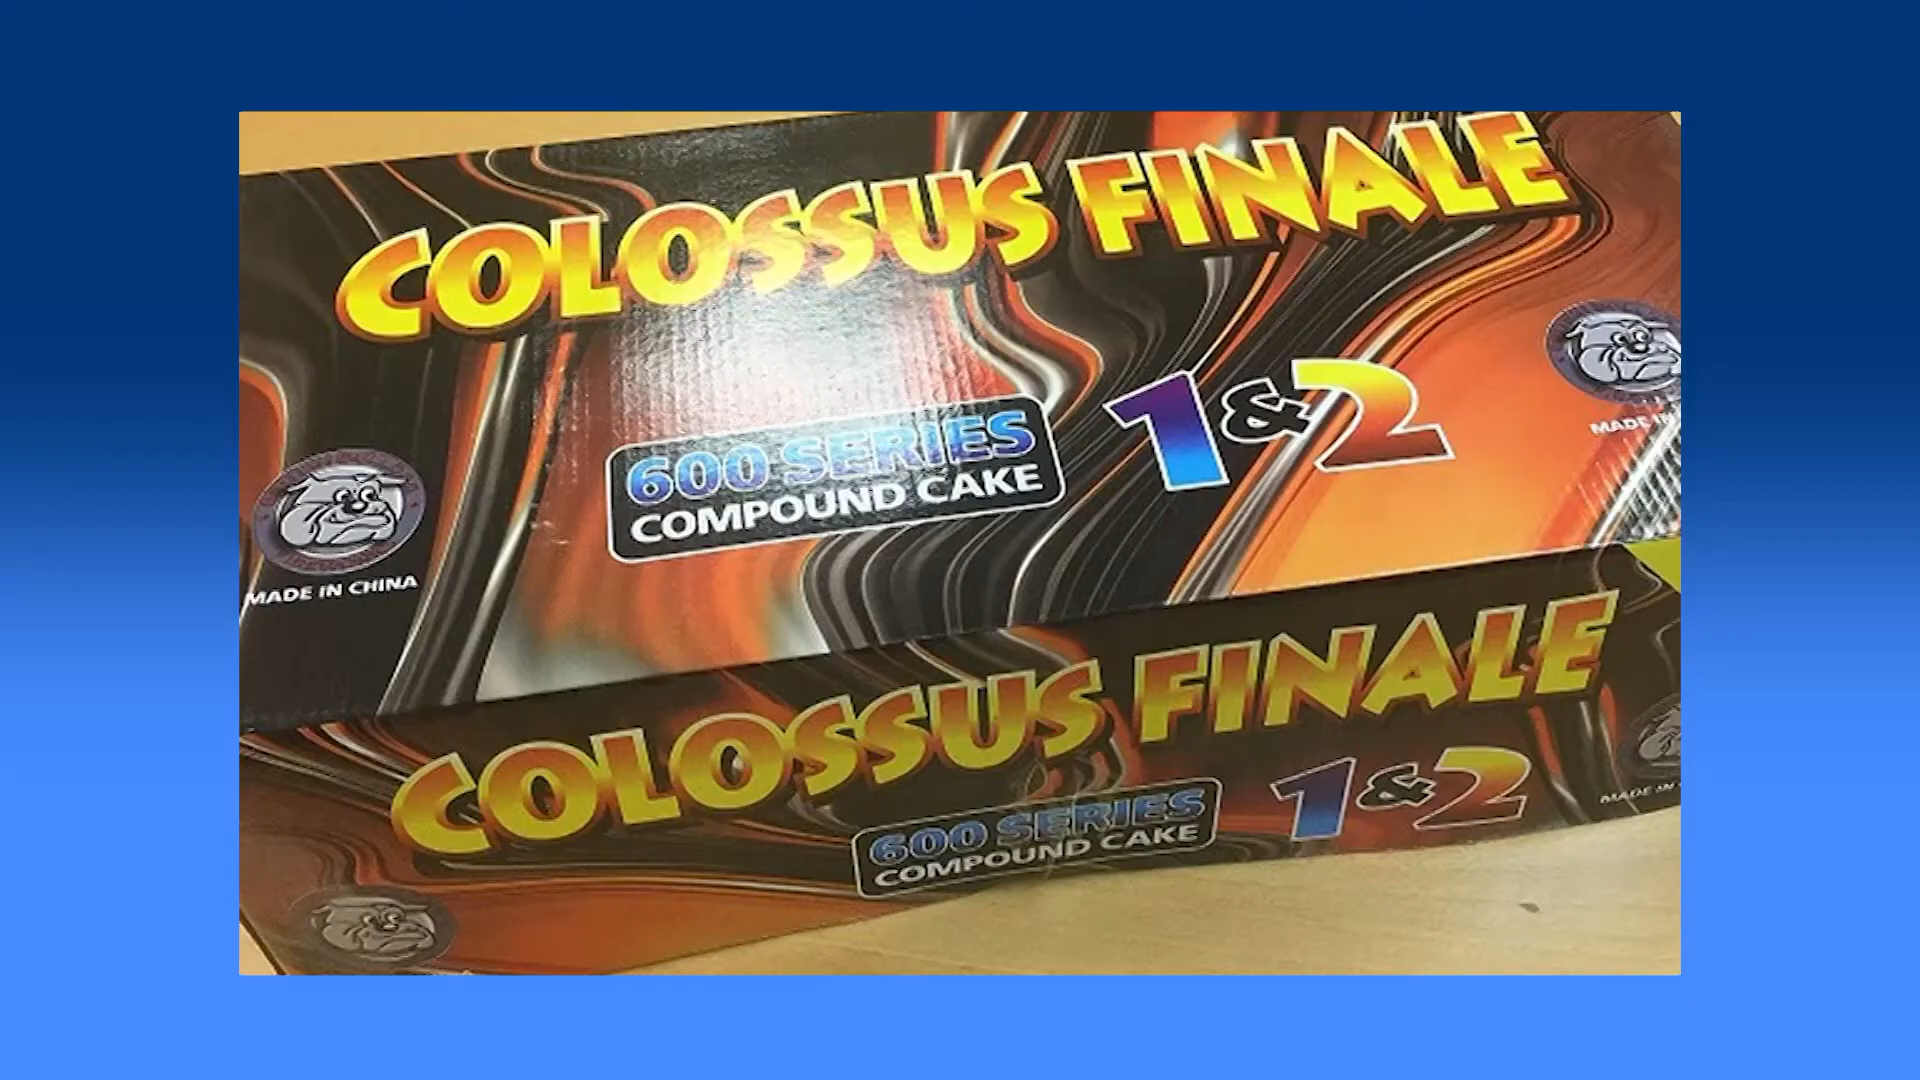 COLOSSUS FINALE
600 SERIES
COMPOUND CAKE
1&2
MADE iN CHINA
MADE
COLOSSUS FINALE
600 SERIES
COMPOUND CAKE
1&2
MADE IN